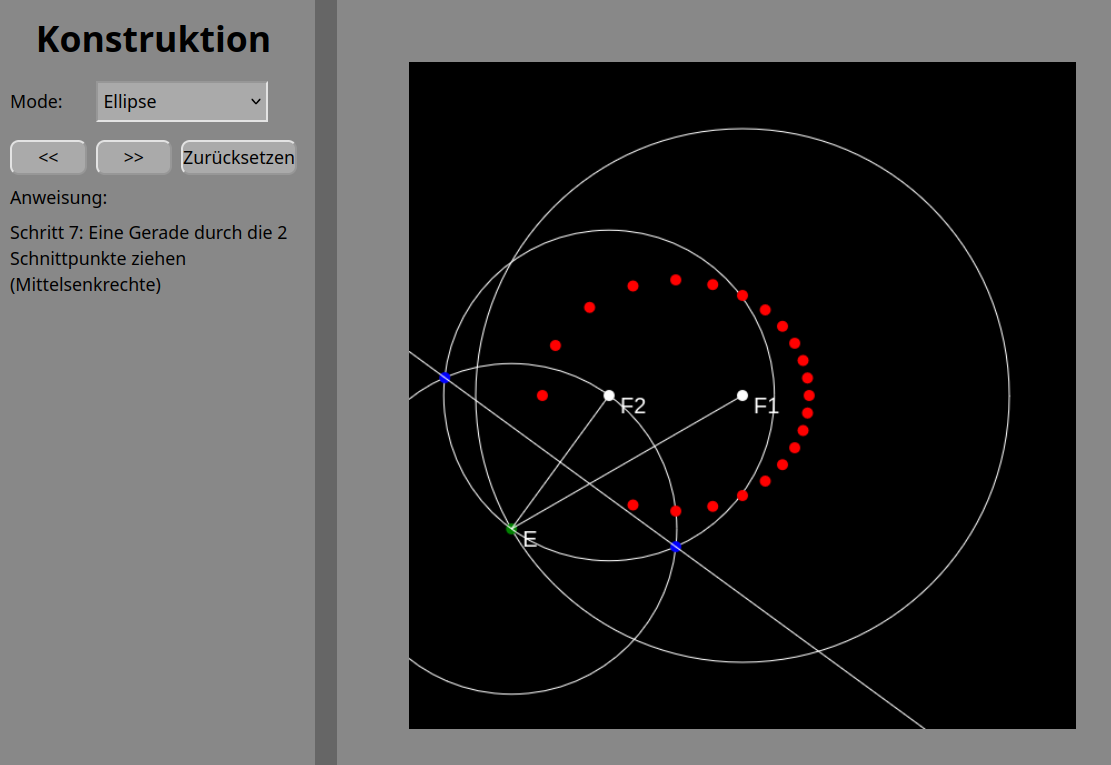 Konstruktion
Mode:
Ellipse
<<
>>
Zurücksetzen
Anweisung:
Schritt 7: Eine Gerade durch die 2
Schnittpunkte ziehen
(Mittelsenkrechte)
F2
F1
E